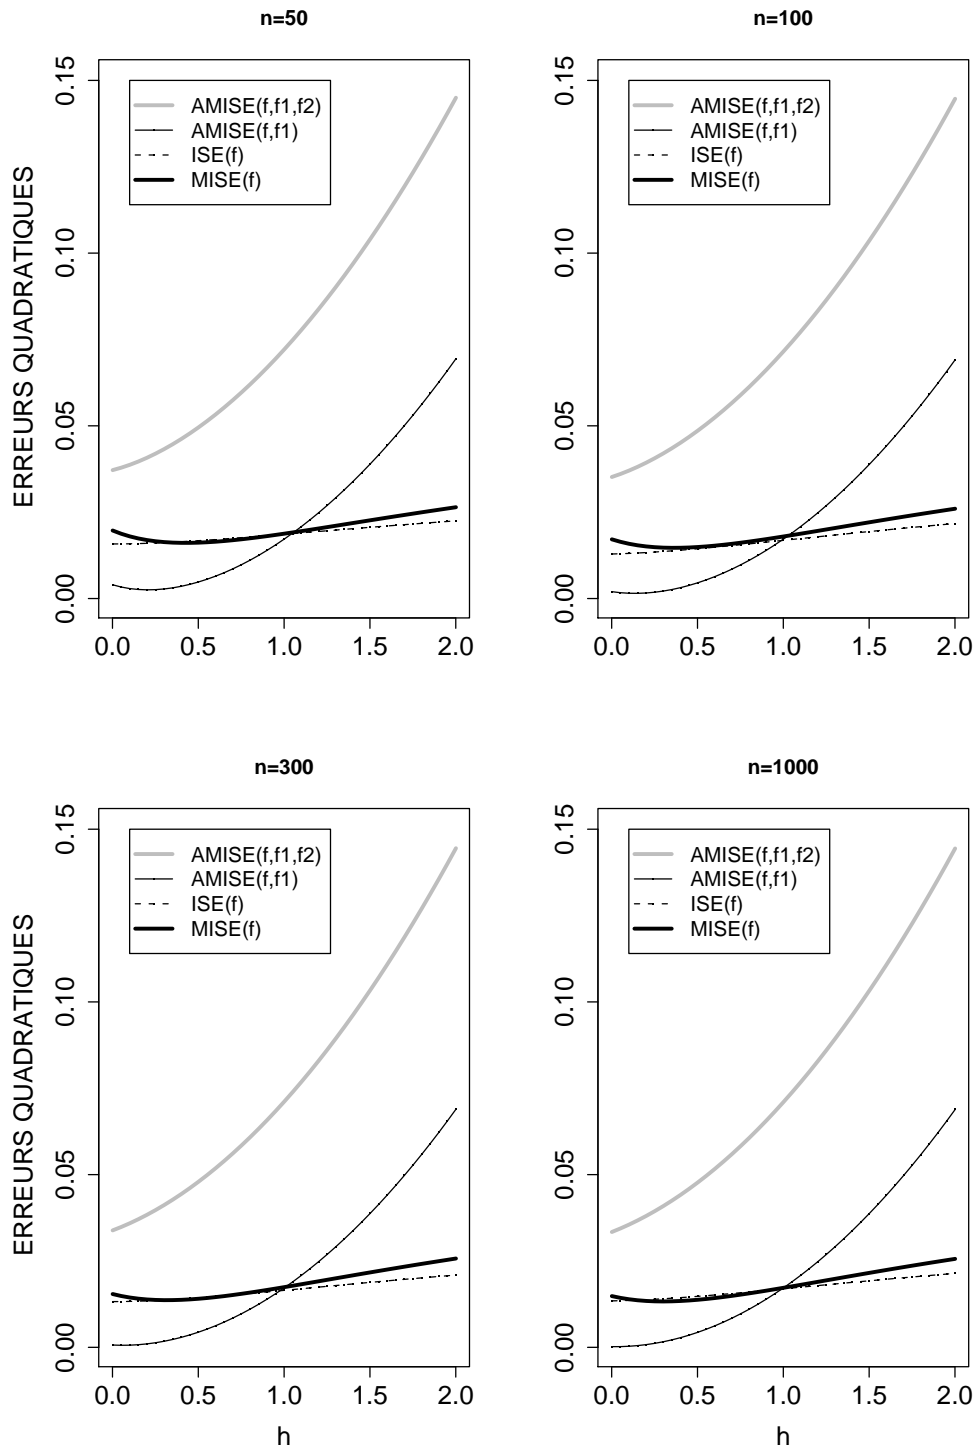 n=50
0.15
0.10
0.05
0.00
ERREURS QUADRATIQUES
AMISE(f,f1,f2)
AMISE(f,f1)
ISE(f)
MISE(f)
0.0 0.5 1.0 1.5 2.0
n=100
0.15
0.10
0.05
0.00
AMISE(f,f1,f2)
AMISE(f,f1)
ISE(f)
MISE(f)
0.0 0.5 1.0 1.5 2.0
n=300
0.15
0.10
0.05
0.00
ERREURS QUADRATIQUES
AMISE(f,f1,f2)
AMISE(f,f1)
ISE(f)
MISE(f)
0.0 0.5 1.0 1.5 2.0
h
n=1000
0.15
0.10
0.05
0.00
AMISE(f,f1,f2)
AMISE(f,f1)
ISE(f)
MISE(f)
0.0 0.5 1.0 1.5 2.0
h